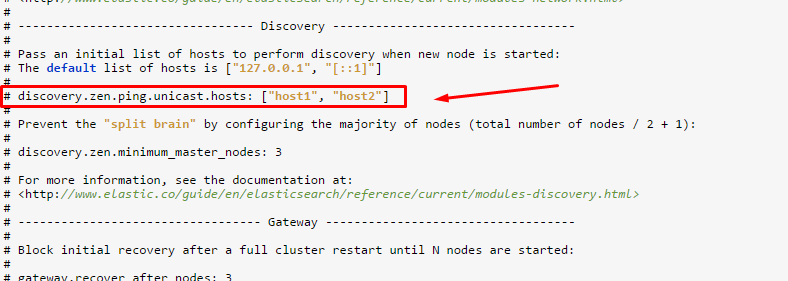 # <http://www.elastic.co/guide/en/elasticsearch/reference/current/modules-network.html>
#
# --------------------------------- Discovery ----------------------------------
#
# Pass an initial list of hosts to perform discovery when new node is started:
# The default list of hosts is ["127.0.0.1", "[::1]"]
#
# discovery.zen.ping.unicast.hosts: ["host1", "host2"]
#
# Prevent the "split brain" by configuring the majority of nodes (total number of nodes / 2 + 1):
#
# discovery.zen.minimum_master_nodes: 3
#
# For more information, see the documentation at:
# <http://www.elastic.co/guide/en/elasticsearch/reference/current/modules-discovery.html>
#
# ---------------------------------- Gateway -----------------------------------
#
# Block initial recovery after a full cluster restart until N nodes are started:
#
# gateway.recover_after_nodes: 3